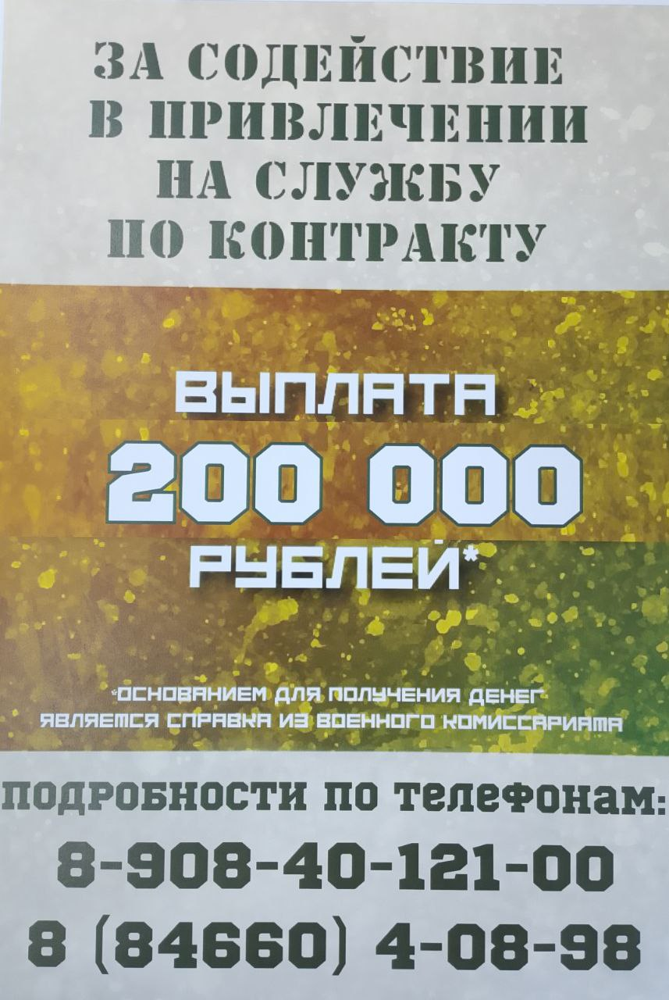 ЗА СОДЕЙСТВИЕ
В ПРИВЛЕЧЕНИИ
НА СЛУЖБУ
ПО КОНТРАКТУ
ВЫПЛАТА
200 000
РУБЛЕЙ*
*ОСНОВАНИЕМ ДЛЯ ПОЛУЧЕНИЯ ДЕНЕГ
ЯВЛЯЕТСЯ СПРАВКА ИЗ ВОЕННОГО КОМИССАРИАТА
ПОДРОБНОСТИ ПО ТЕЛЕФОНАМ:
8-908-40-121-00
8 (84660) 4-08-98